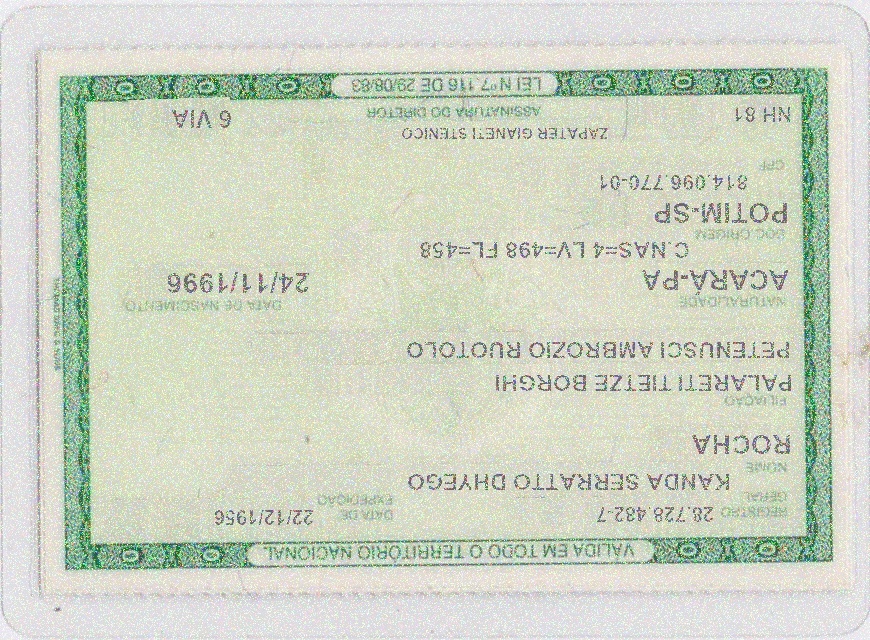 VÁLIDA EM TODO O TERRITÓRIO NACIONAL
REGISTRO GERAL 28.728.482-7 DATA DE EXPEDIÇÃO 22/12/1956
NOME KANDA SERRATTO DHYEGO
ROCHA
FILIAÇÃO
PALARETI TIETZE BORGHI
PETENUSCI AMBROZIO RUOTOLO
NATURALIDADE DATA DE NASCIMENTO
ACARA-PA 24/11/1996
C.NAS=4 LV=498 FL=458
DOC ORIGEM
POTIM-SP
814.096.770-01
CPF
ZAPATER GIANETI STENICO
NH 81 ASSINATURA DO DIRETOR 6 VIA
LEI Nº 7.116 DE 29/08/83